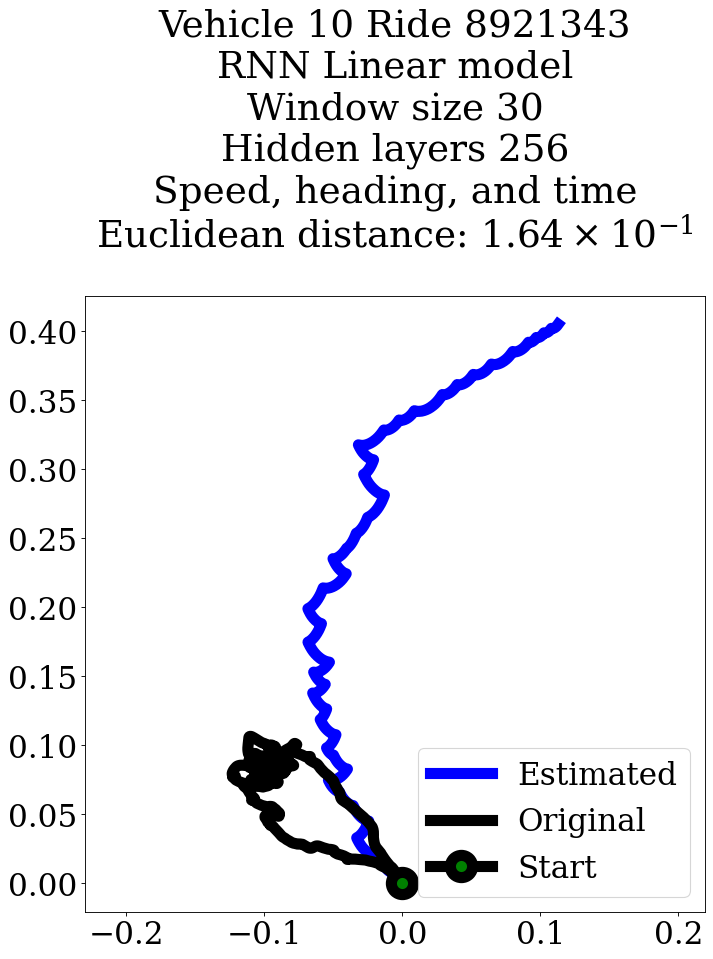 Vehicle 10 Ride 8921343
RNN Linear model
Window size 30
Hidden layers 256
Speed, heading, and time
Euclidean distance: 1.64 × 10⁻¹
0.40
0.35
0.30
0.25
0.20
0.15
0.10
0.05
0.00
Estimated
Original
Start
−0.2 −0.1 0.0 0.1 0.2